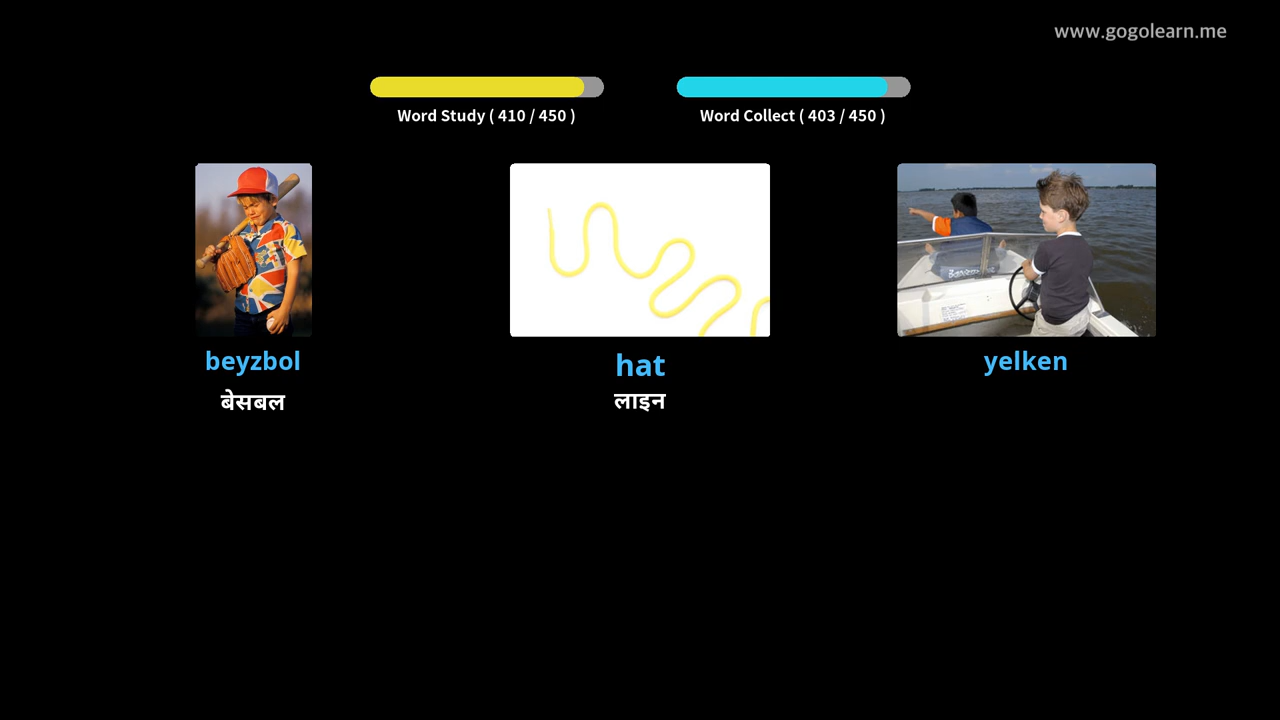 www.gogolearn.me
Word Study ( 410 / 450 )
Word Collect ( 403 / 450 )
beyzbol
hat
yelken
बेसबल
लाइन